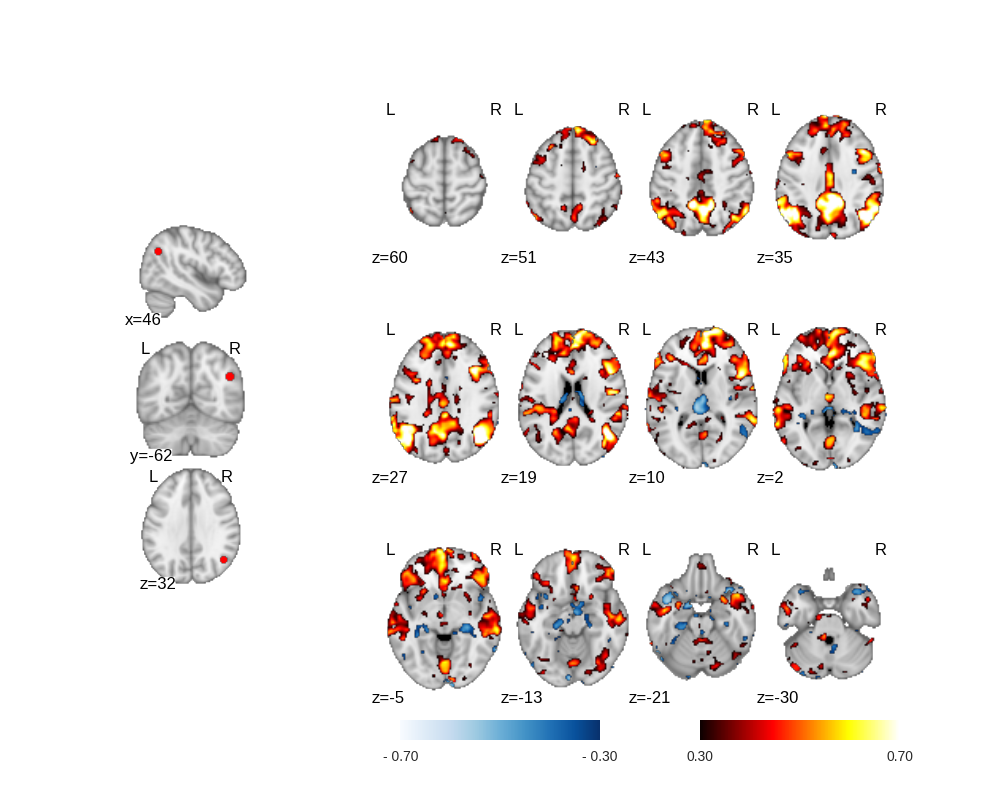 L R L R L R L R
z=60 z=51 z=43 z=35
x=46
L R
y=-62
L R
z=32
L R L R L R L R
z=27 z=19 z=10 z=2
L R L R L R L R
z=-5 z=-13 z=-21 z=-30
- 0.70 - 0.30 0.30 0.70